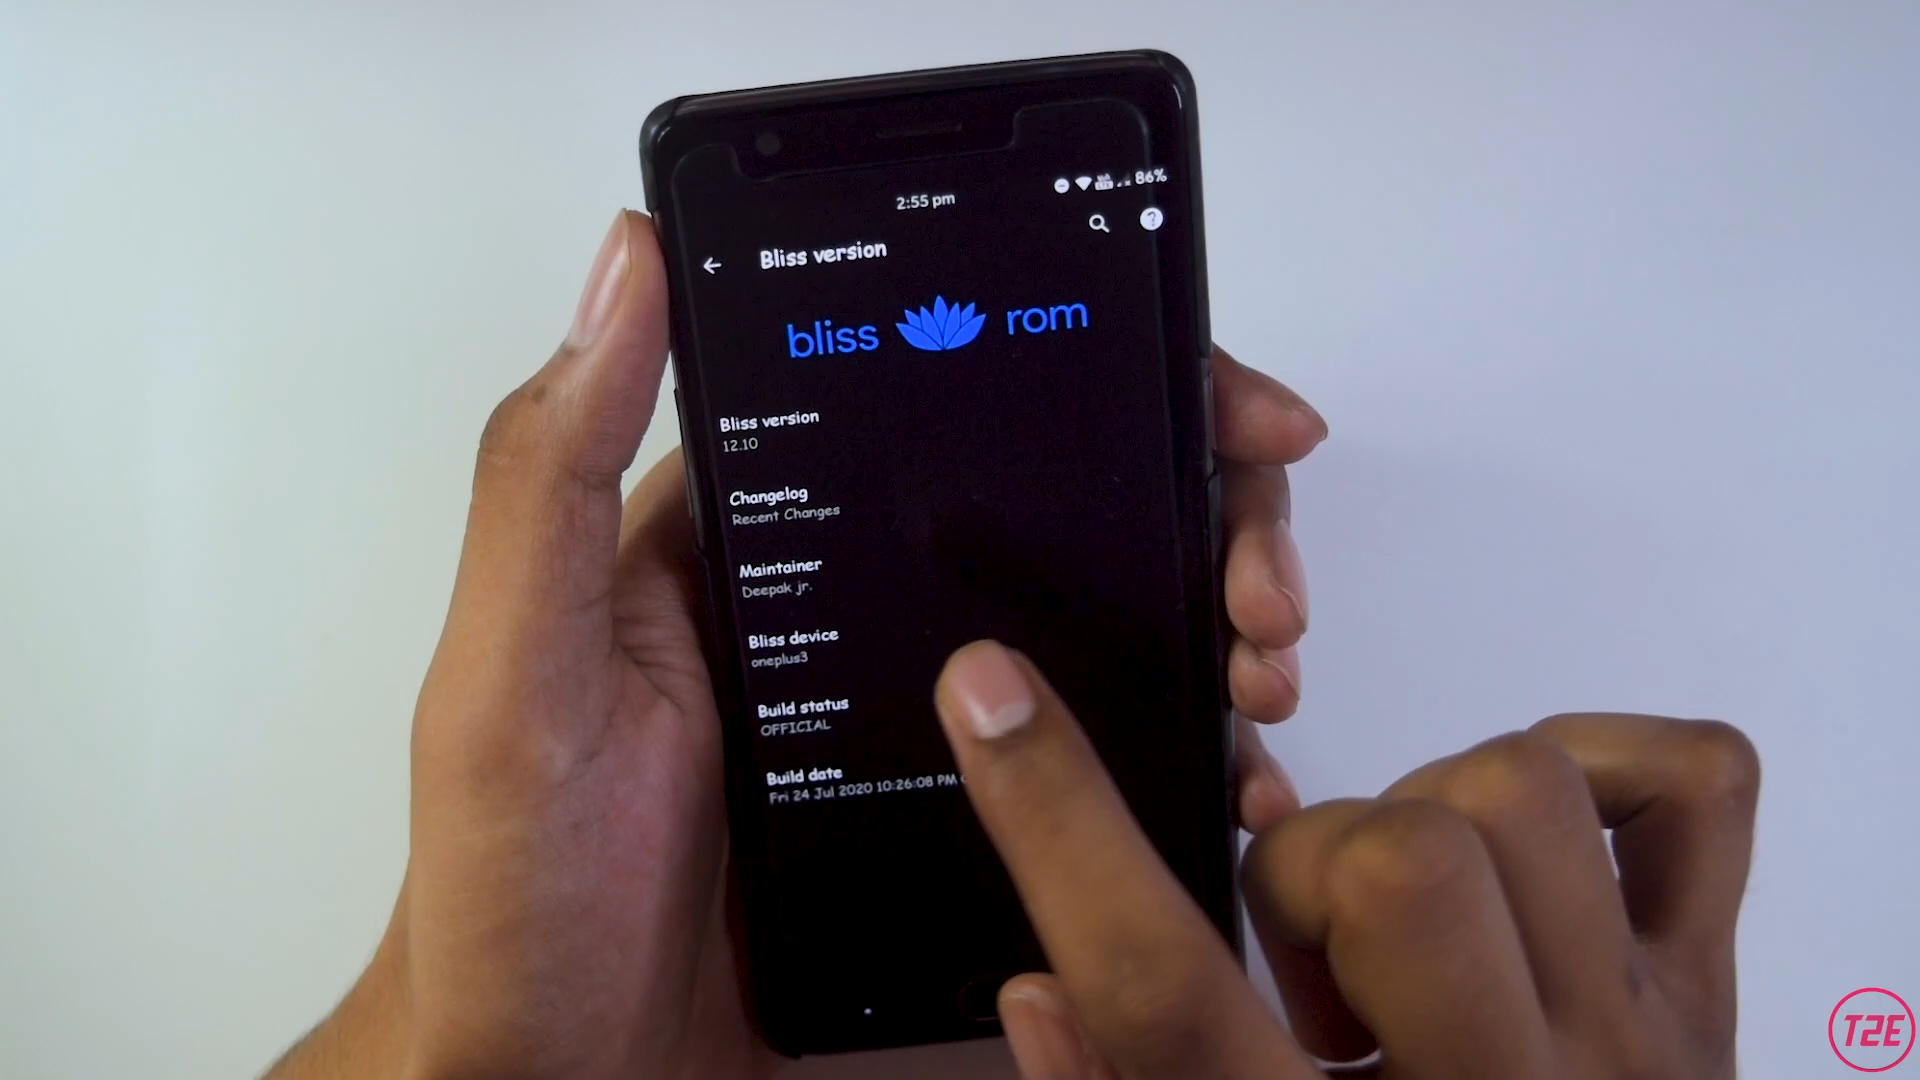 2:55 pm
86%
Bliss version
bliss rom
Bliss version
12.10
Changelog
Recent Changes
Maintainer
Deepak jr.
Bliss device
oneplus3
Build status
OFFICIAL
Build date
Fri 24 Jul 2020 10:26:08 PM
T2E